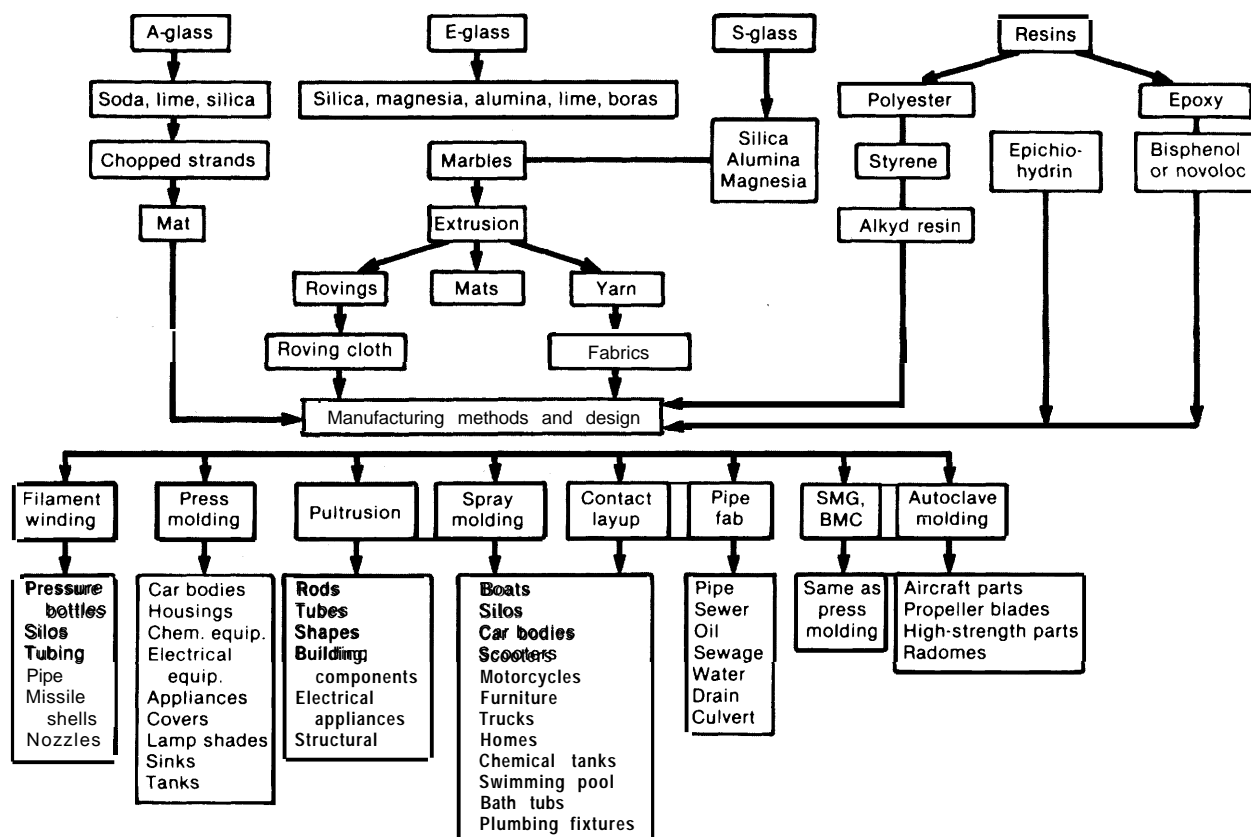 A-glass
E-glass
S-glass
Resins
Soda, lime, silica
Silica, magnesia, alumina, lime, boras
Polyester
Epoxy
Chopped strands
Marbles
Silica
Alumina
Magnesia
Styrene
Epichio-
hydrin
Bisphenol
or novoloc
Mat
Extrusion
Alkyd resin
Rovings
Mats
Yarn
Roving cloth
Fabrics
Manufacturing methods and design
Filament
winding
Press
molding
Pultrusion
Spray
molding
Contact
layup
Pipe
fab
SMG,
BMC
Autoclave
molding
Pressure
bottles
Silos
Tubing
Pipe
Missile
shells
Nozzles
Car bodies
Housings
Chem. equip.
Electrical
equip.
Appliances
Covers
Lamp shades
Sinks
Tanks
Rods
Tubes
Shapes
Building,
components
Electrical
appliances
Structural
Boats
Silos
Car bodies
Scooters
Motorcycles
Furniture
Trucks
Homes
Chemical tanks
Swimming pool
Bath tubs
Plumbing fixtures
Pipe
Sewer
Oil
Sewage
Water
Drain
Culvert
Same as
press
molding
Aircraft parts
Propeller blades
High-strength parts
Radomes